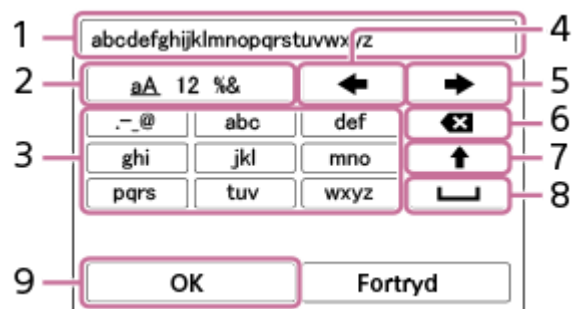 1 abcdefghijklmnopqrstuvwxyz 4
2 aA 12 %& 5
.-_@ abc def 6
3 ghi jkl mno 7
pqrs tuv wxyz 8
9 OK Fortryd